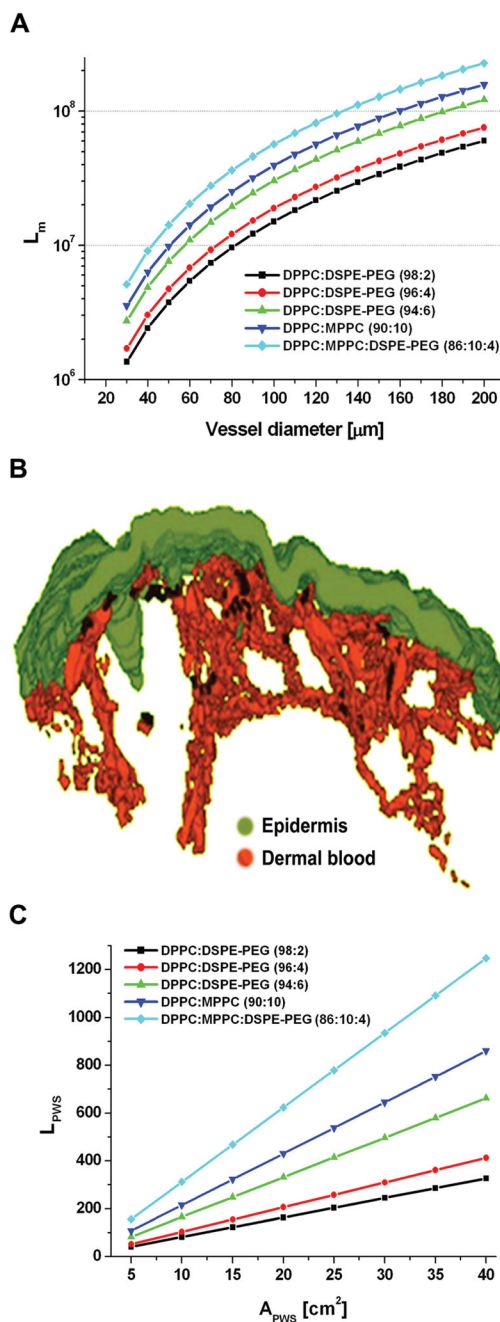 A
L_m
10^8
10^7
10^6
DPPC:DSPE-PEG (98:2)
DPPC:DSPE-PEG (96:4)
DPPC:DSPE-PEG (94:6)
DPPC:MPPC (90:10)
DPPC:MPPC:DSPE-PEG (86:10:4)
20 40 60 80 100 120 140 160 180 200
Vessel diameter [μm]
B
Epidermis
Dermal blood
C
DPPC:DSPE-PEG (98:2)
DPPC:DSPE-PEG (96:4)
DPPC:DSPE-PEG (94:6)
DPPC:MPPC (90:10)
DPPC:MPPC:DSPE-PEG (86:10:4)
L_PWS
1200
1000
800
600
400
200
0
5 10 15 20 25 30 35 40
A_PWS [cm²]